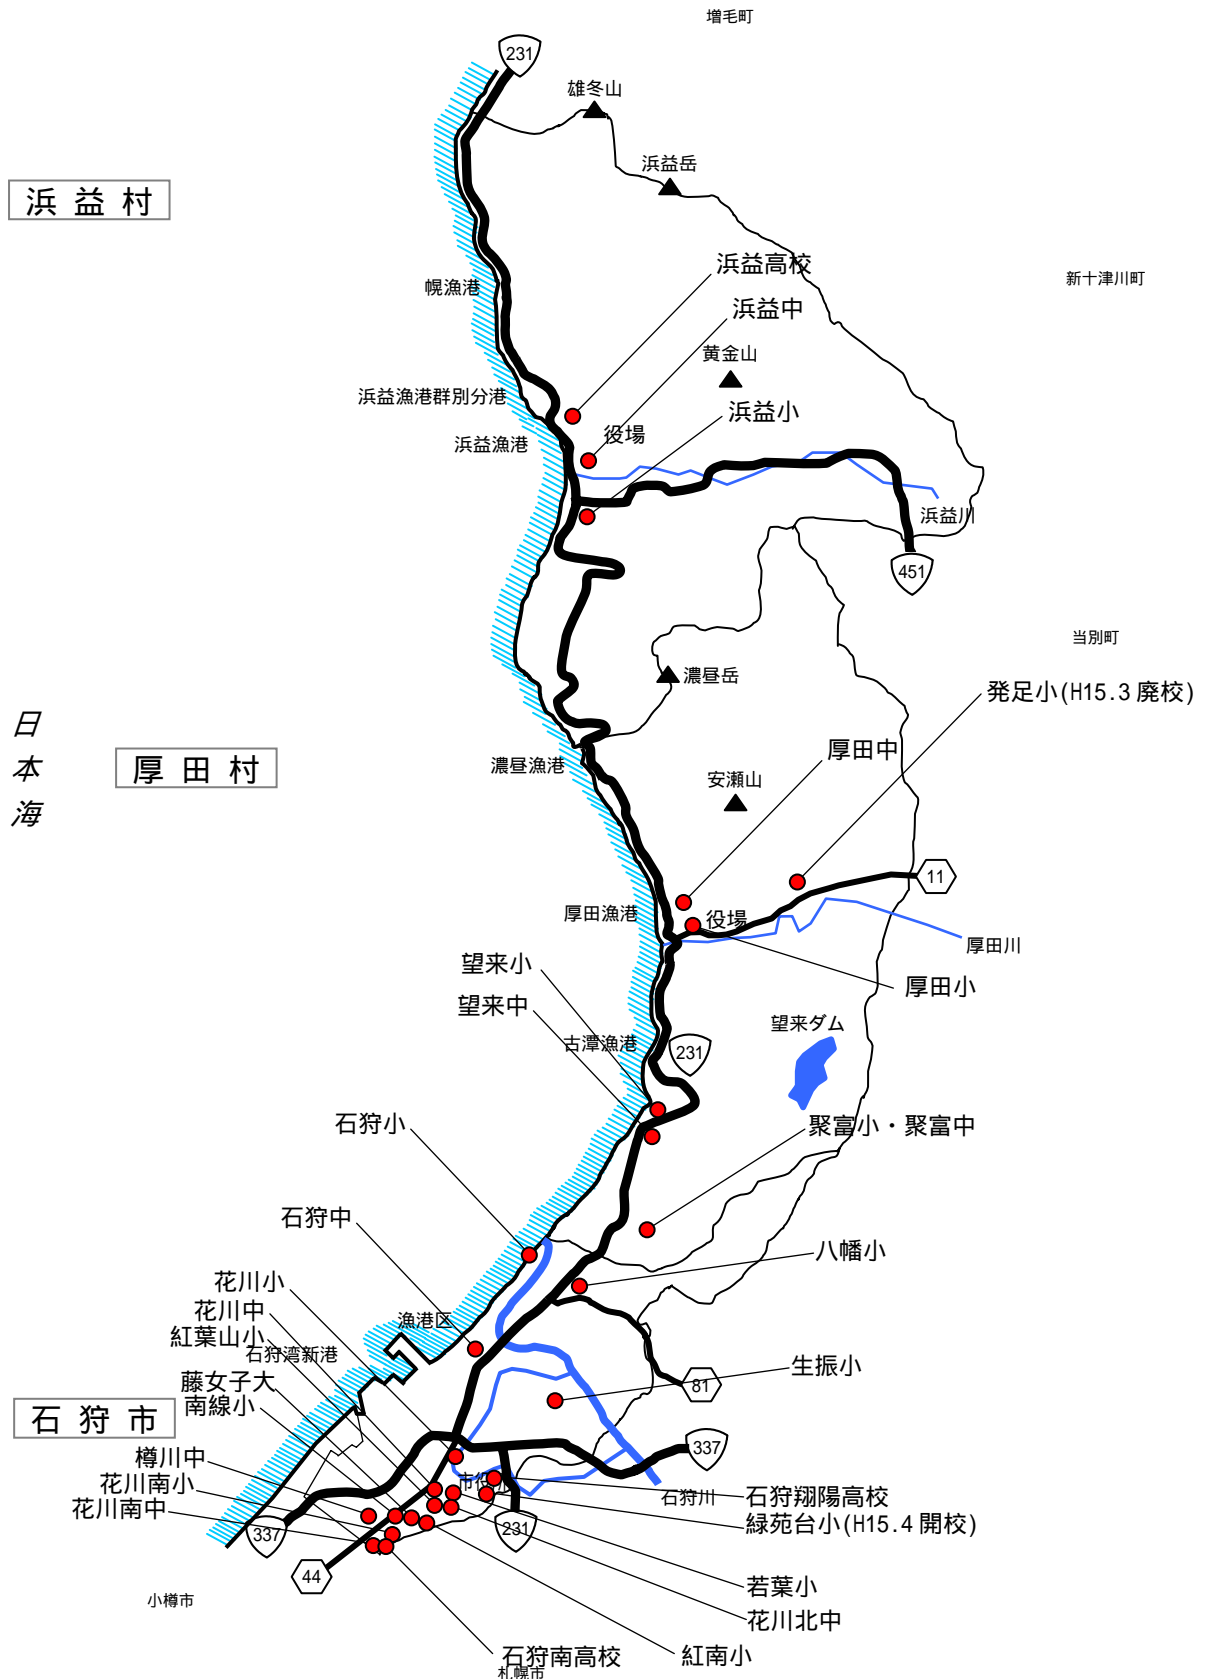 増毛町
231
雄冬山
浜益岳
浜益村
浜益高校
新十津川町
幌漁港
浜益中
黄金山
浜益漁港群別分港
浜益小
役場
浜益漁港
浜益川
451
当別町
濃昼岳
発足小(H15.3廃校)
日本海
厚田村
厚田中
濃昼漁港
安瀬山
11
厚田漁港
役場
厚田川
望来小
厚田小
望来中
望来ダム
古潭漁港
231
石狩小
聚富小・聚富中
石狩中
八幡小
花川小
花川中
漁港区
紅葉山小
石狩湾新港
生振小
藤女子大
81
南線小
石狩市
337
樽川中
花川南小
市役所
石狩川
石狩翔陽高校
花川南中
緑苑台小(H15.4開校)
337
231
44
若葉小
小樽市
花川北中
石狩南高校
紅南小
札幌市